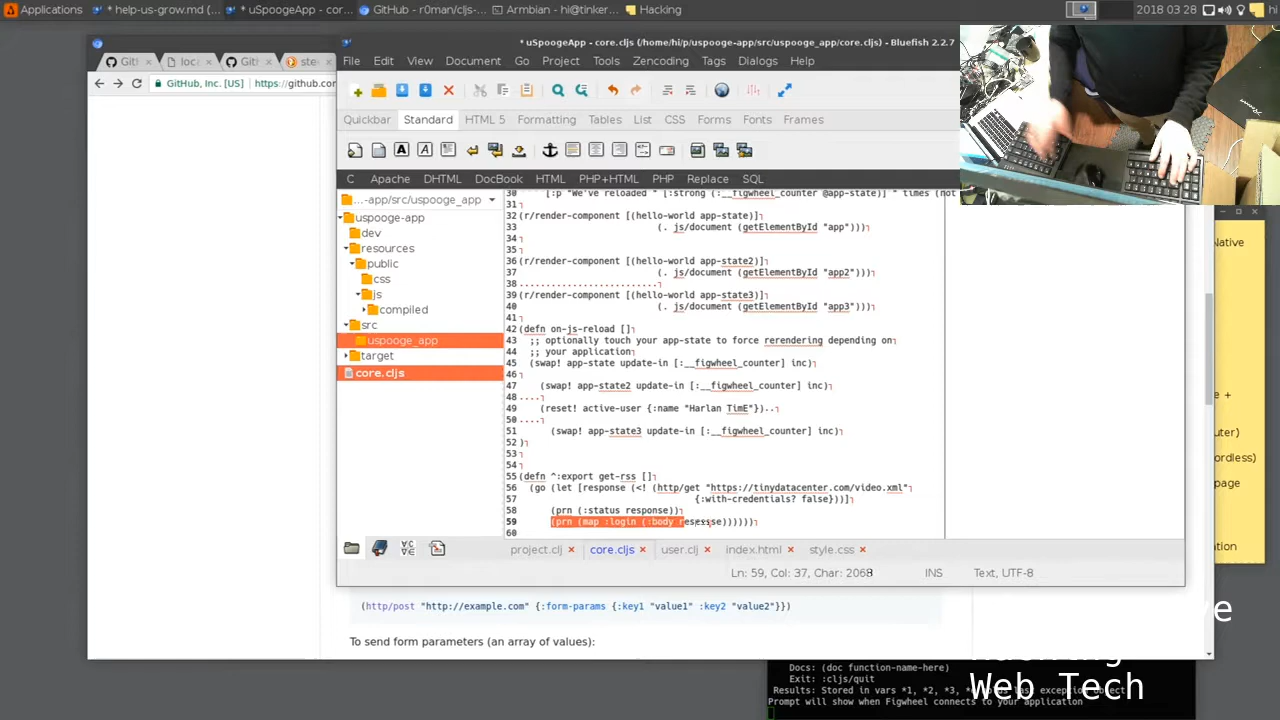 Applications * help-us-grow.md (... * uSpoogeApp - cor... GitHub - r0man/cljs-... Armbian - hi@tinker... Hacking 2018 03 28 hi
* uSpoogeApp - core.cljs (/home/hi/p/uspooge-app/src/uspooge_app/core.cljs) - Bluefish 2.2.7
GitHub, Inc. [US] https://github.com
File Edit View Document Go Project Tools Zencoding Tags Dialogs Help
Quickbar Standard HTML 5 Formatting Tables List CSS Forms Fonts Frames
C Apache DHTML DocBook HTML PHP+HTML PHP Replace SQL
...-app/src/uspooge_app
uspooge-app
dev
resources
public
css
js
compiled
src
uspooge_app
target
core.cljs
30 [:p "We've reloaded " [:strong (:__figwheel_counter @app-state)] " times (not
31
32 (r/render-component [(hello-world app-state)]
33 (. js/document (getElementById "app")))
34
35
36 (r/render-component [(hello-world app-state2)]
37 (. js/document (getElementById "app2")))
38
39 (r/render-component [(hello-world app-state3)]
40 (. js/document (getElementById "app3")))
41
42 (defn on-js-reload []
43 ;; optionally touch your app-state to force rerendering depending on
44 ;; your application
45 (swap! app-state update-in [:__figwheel_counter] inc)
46
47 (swap! app-state2 update-in [:__figwheel_counter] inc)
48 ....
49 (reset! active-user {:name "Harlan TimE"})..
50 ....
51 (swap! app-state3 update-in [:__figwheel_counter] inc)
52 )
53
54
55 (defn ^:export get-rss []
56 (go (let [response (<! (http/get "https://tinydatacenter.com/video.xml"
57 {:with-credentials? false}))]
58 (prn (:status response))
59 (prn (map :login (:body
60
project.clj core.cljs user.clj index.html style.css
Ln: 59, Col: 37, Char: 2068 INS Text, UTF-8
(http/post "http://example.com" {:form-params {:key1 "value1" :key2 "value2"}})
To send form parameters (an array of values):
Native
e +
uter)
ordless)
page
Docs: (doc function-name-here)
Exit: :cljs/quit
Results: Stored in vars *1, *2, *3,
Prompt will show when Figwheel connects to your application
Web Tech